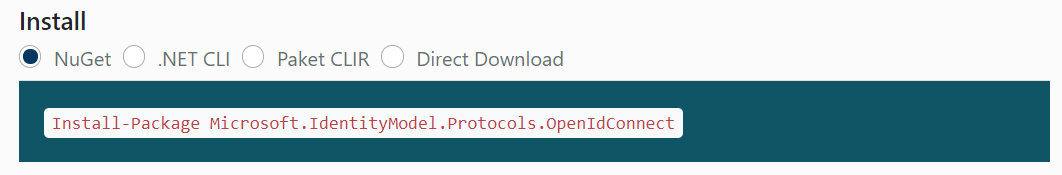 Install
NuGet .NET CLI Paket CLIR Direct Download
Install-Package Microsoft.IdentityModel.Protocols.OpenIdConnect